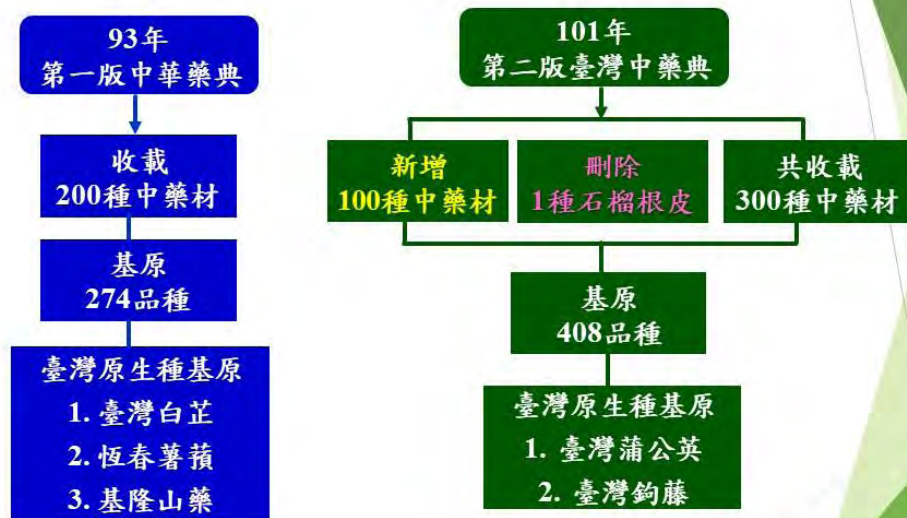 93年
第一版中華藥典
收載
200種中藥材
基原
274品種
臺灣原生種基原
1. 臺灣白芷
2. 恆春薯蕷
3. 基隆山藥
101年
第二版臺灣中藥典
新增
100種中藥材
刪除
1種石榴根皮
共收載
300種中藥材
基原
408品種
臺灣原生種基原
1. 臺灣蒲公英
2. 臺灣鉤藤